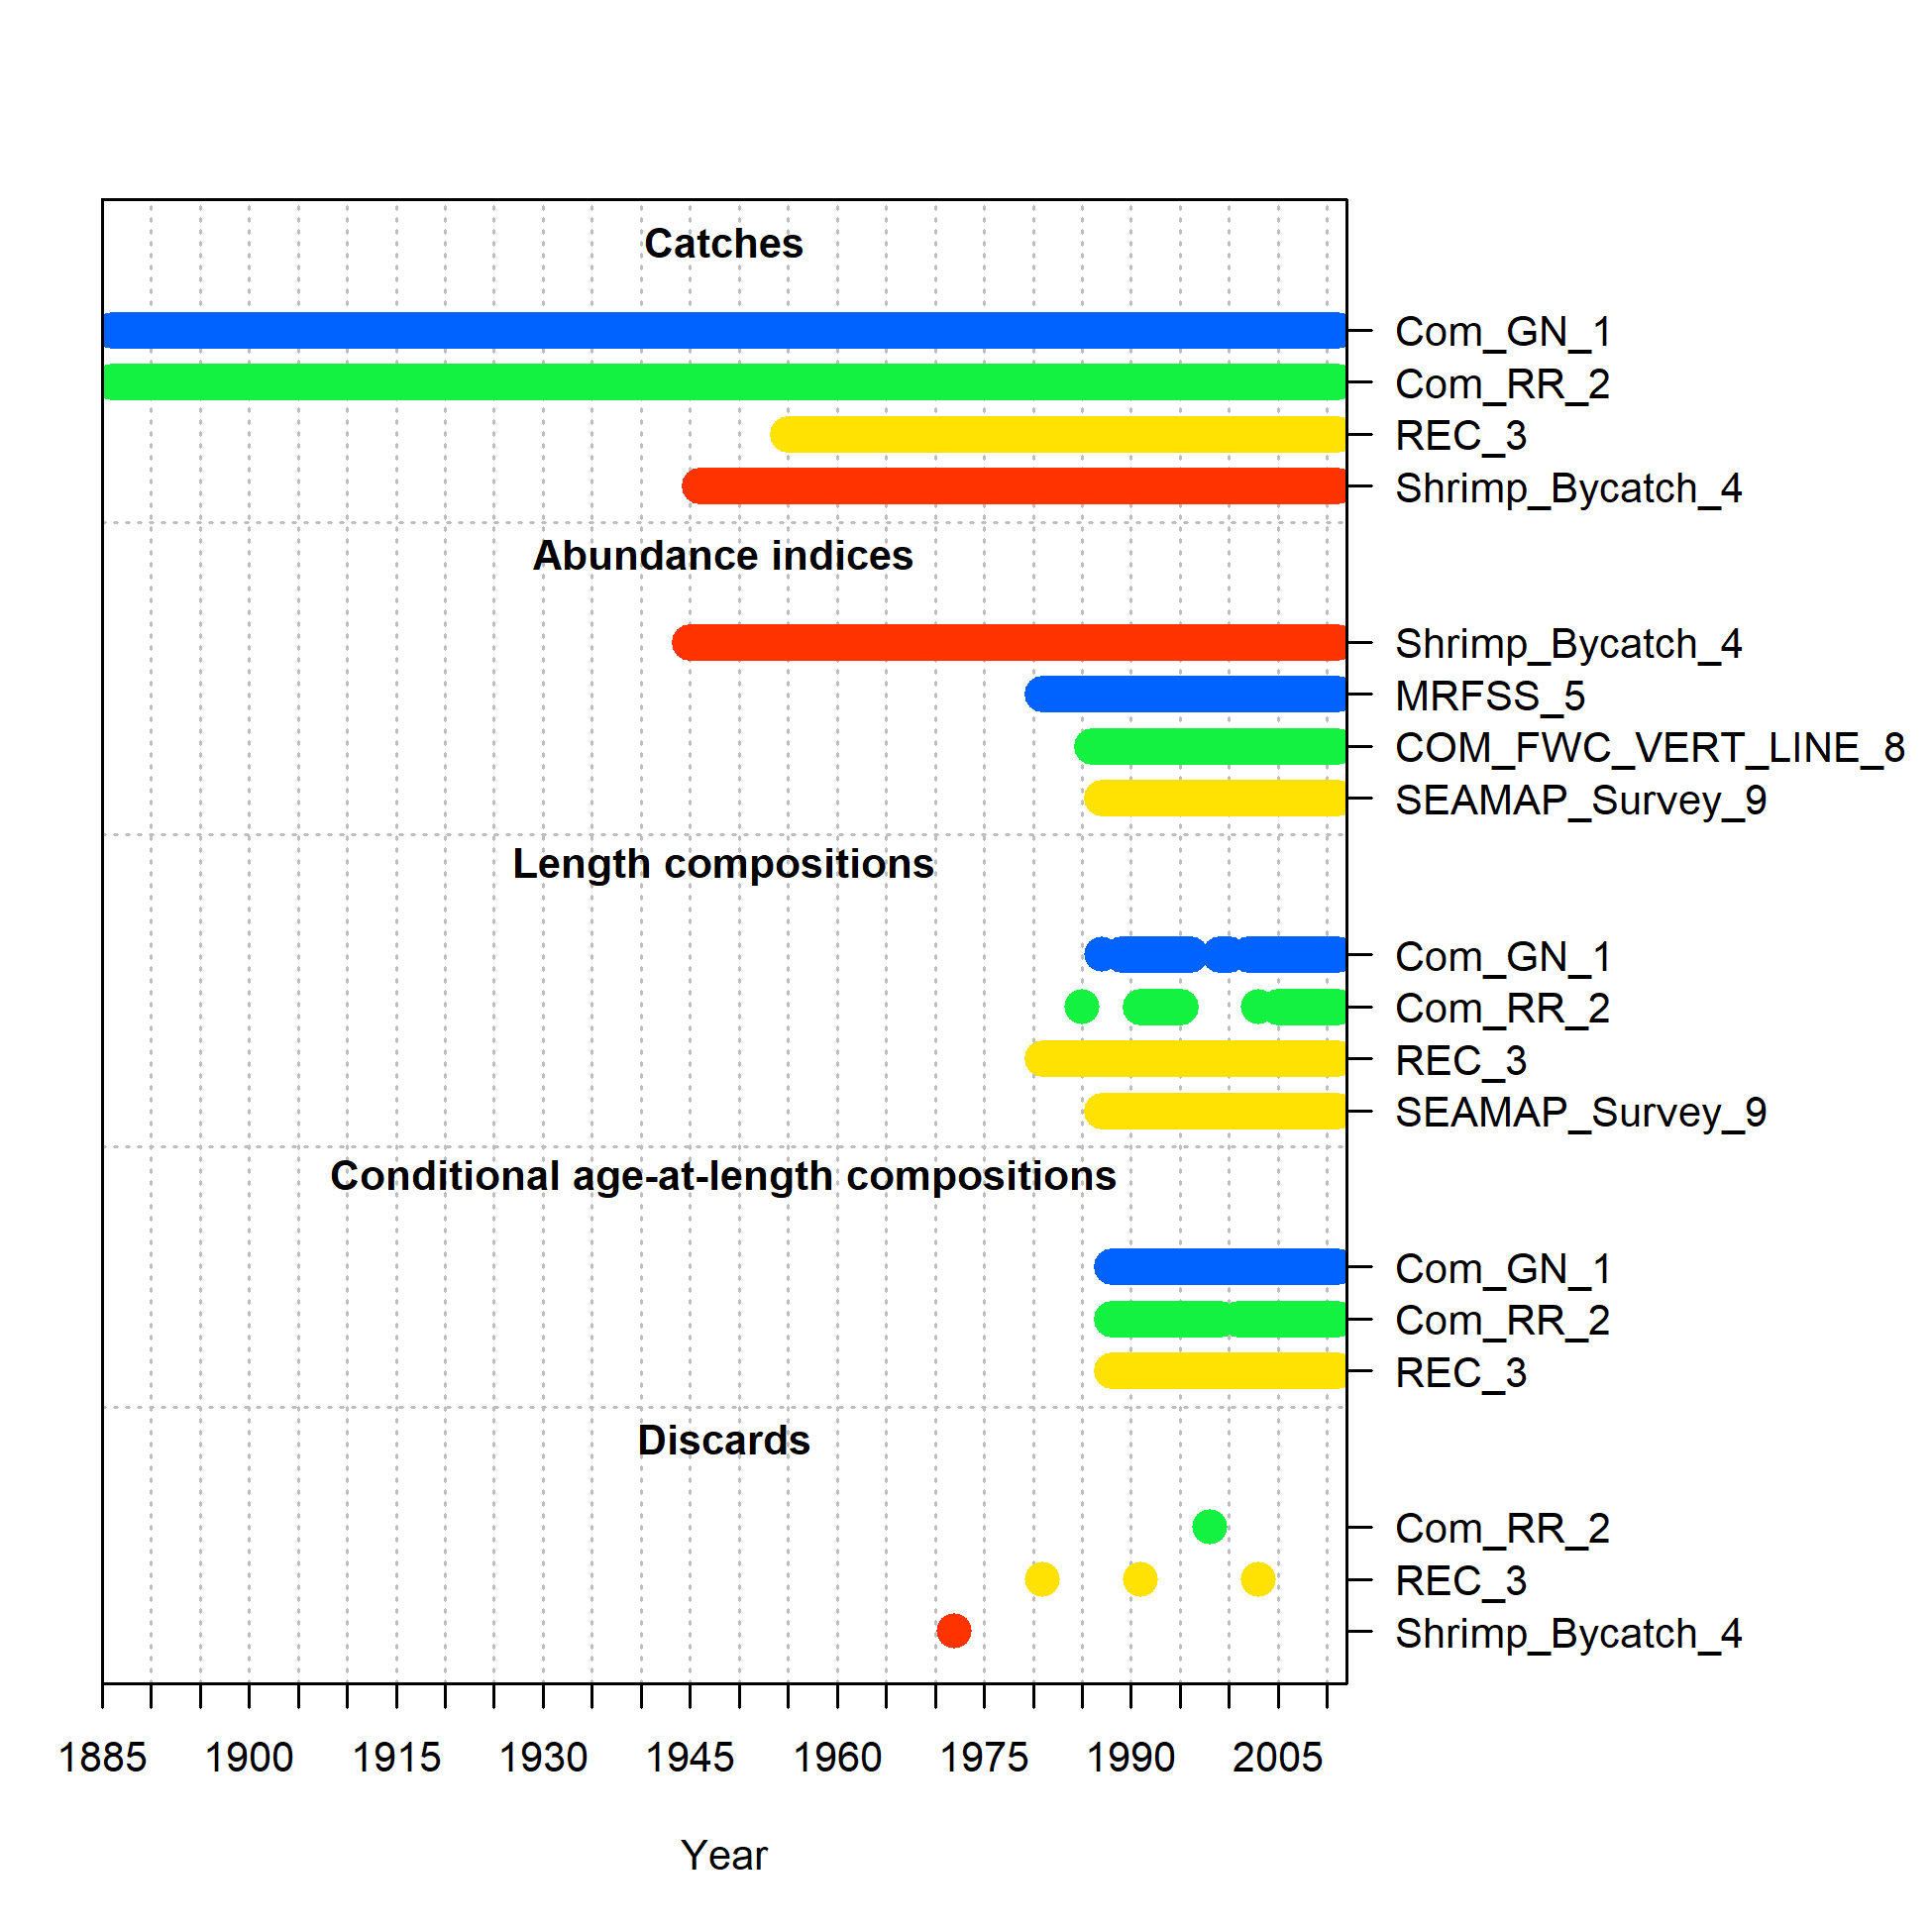 Catches
Com_GN_1
Com_RR_2
REC_3
Shrimp_Bycatch_4
Abundance indices
Shrimp_Bycatch_4
MRFSS_5
COM_FWC_VERT_LINE_8
SEAMAP_Survey_9
Length compositions
Com_GN_1
Com_RR_2
REC_3
SEAMAP_Survey_9
Conditional age-at-length compositions
Com_GN_1
Com_RR_2
REC_3
Discards
Com_RR_2
REC_3
Shrimp_Bycatch_4
1885 1900 1915 1930 1945 1960 1975 1990 2005
Year